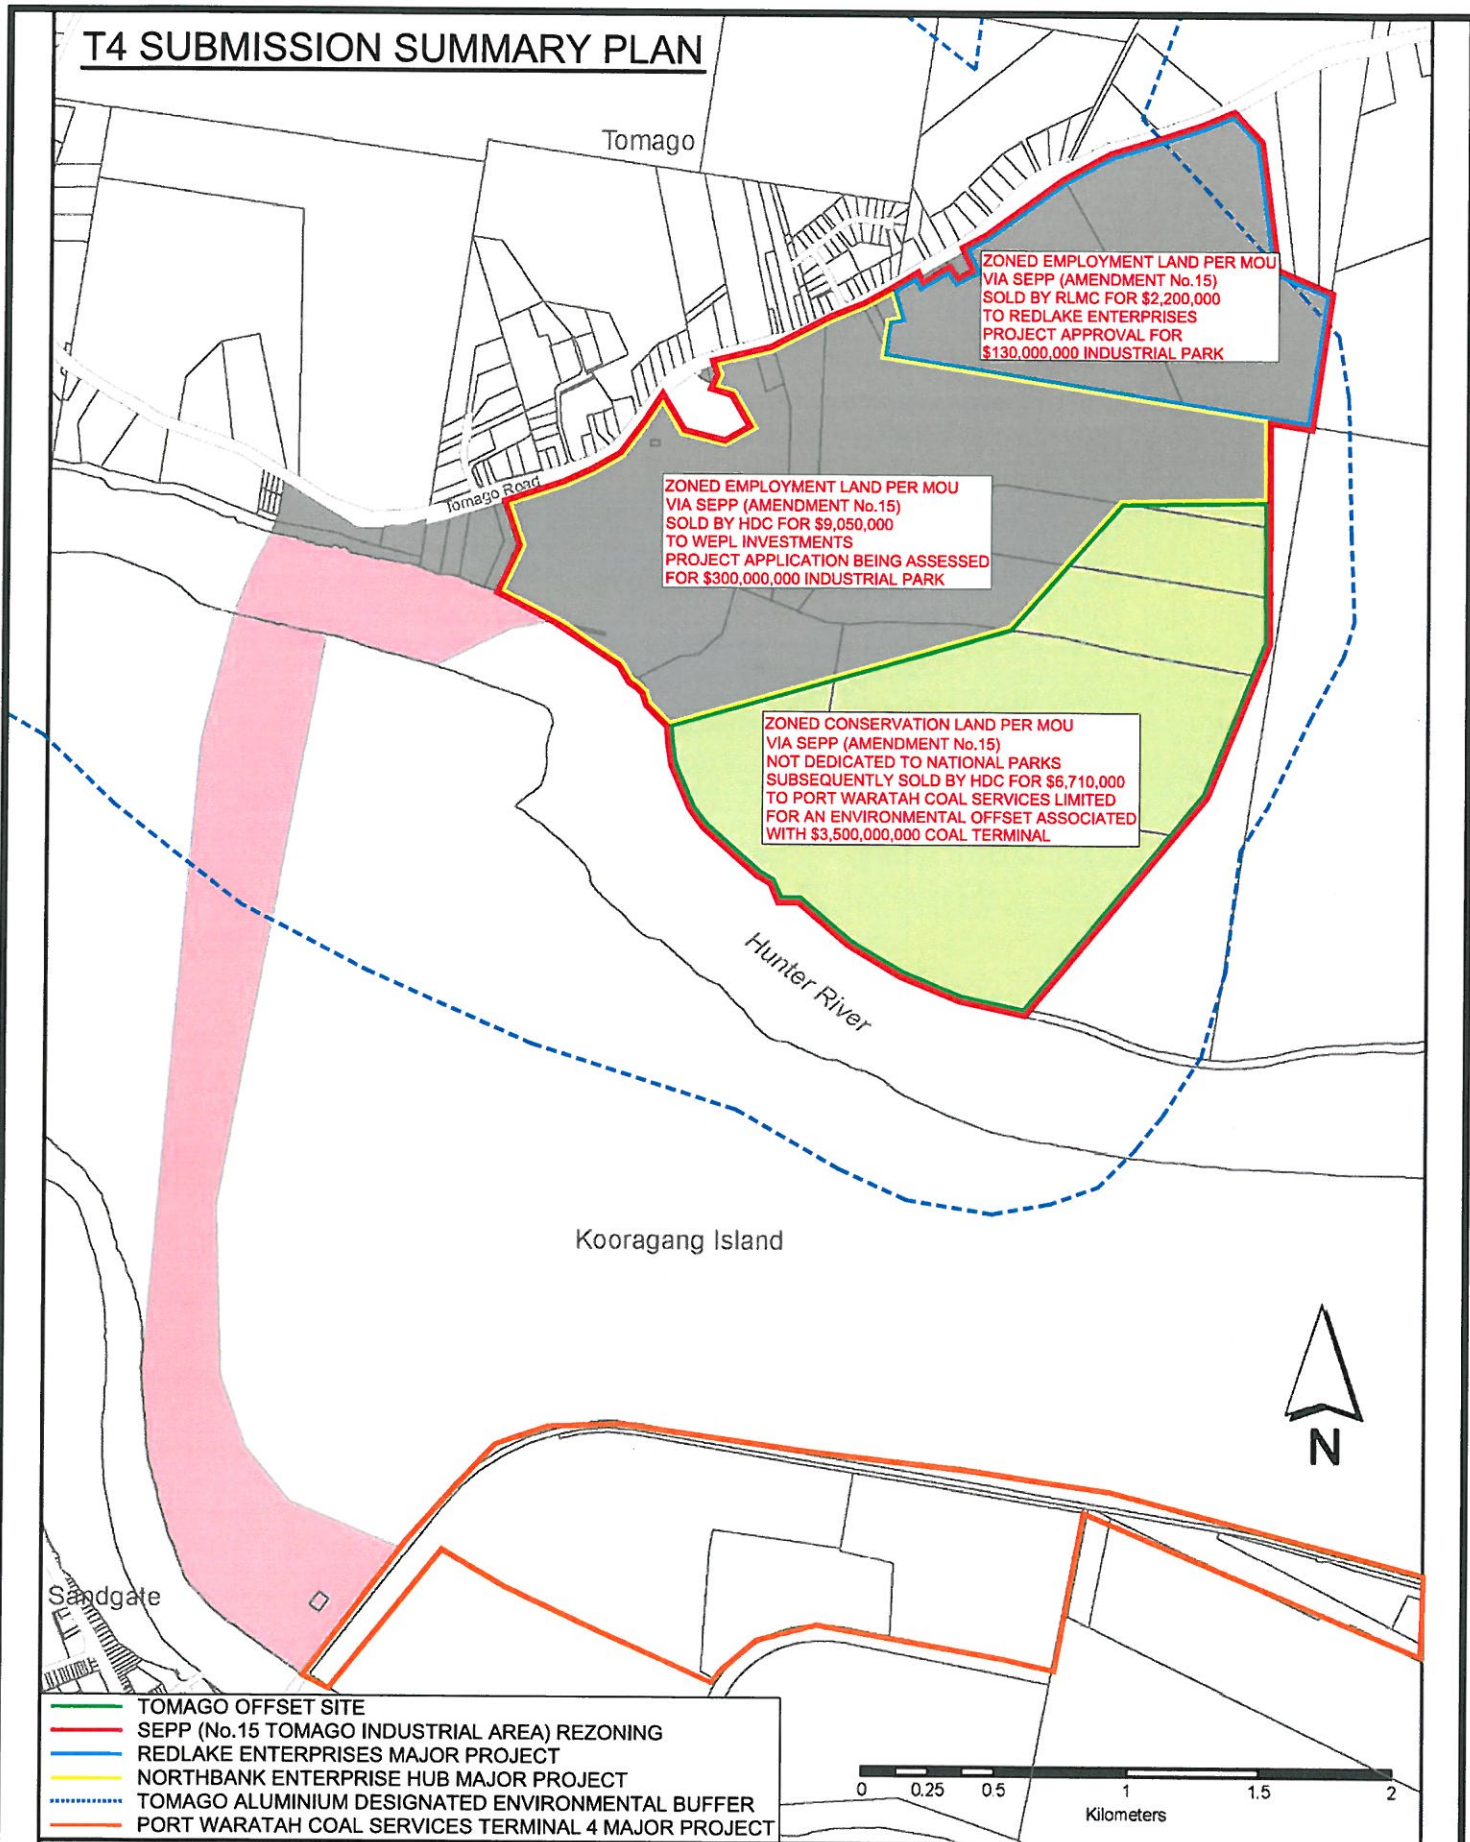 T4 SUBMISSION SUMMARY PLAN
Tomago
ZONED EMPLOYMENT LAND PER MOU
VIA SEPP (AMENDMENT No.15)
SOLD BY RLMC FOR $2,200,000
TO REDLAKE ENTERPRISES
PROJECT APPROVAL FOR
$130,000,000 INDUSTRIAL PARK
Tomago Road
ZONED EMPLOYMENT LAND PER MOU
VIA SEPP (AMENDMENT No.15)
SOLD BY HDC FOR $9,050,000
TO WEPL INVESTMENTS
PROJECT APPLICATION BEING ASSESSED
FOR $300,000,000 INDUSTRIAL PARK
ZONED CONSERVATION LAND PER MOU
VIA SEPP (AMENDMENT No.15)
NOT DEDICATED TO NATIONAL PARKS
SUBSEQUENTLY SOLD BY HDC FOR $6,710,000
TO PORT WARATAH COAL SERVICES LIMITED
FOR AN ENVIRONMENTAL OFFSET ASSOCIATED
WITH $3,500,000,000 COAL TERMINAL
Hunter River
Kooragang Island
N
Sandgate
TOMAGO OFFSET SITE
SEPP (No.15 TOMAGO INDUSTRIAL AREA) REZONING
REDLAKE ENTERPRISES MAJOR PROJECT
NORTHBANK ENTERPRISE HUB MAJOR PROJECT
TOMAGO ALUMINIUM DESIGNATED ENVIRONMENTAL BUFFER
PORT WARATAH COAL SERVICES TERMINAL 4 MAJOR PROJECT
0 0.25 0.5 1 1.5 2
Kilometers